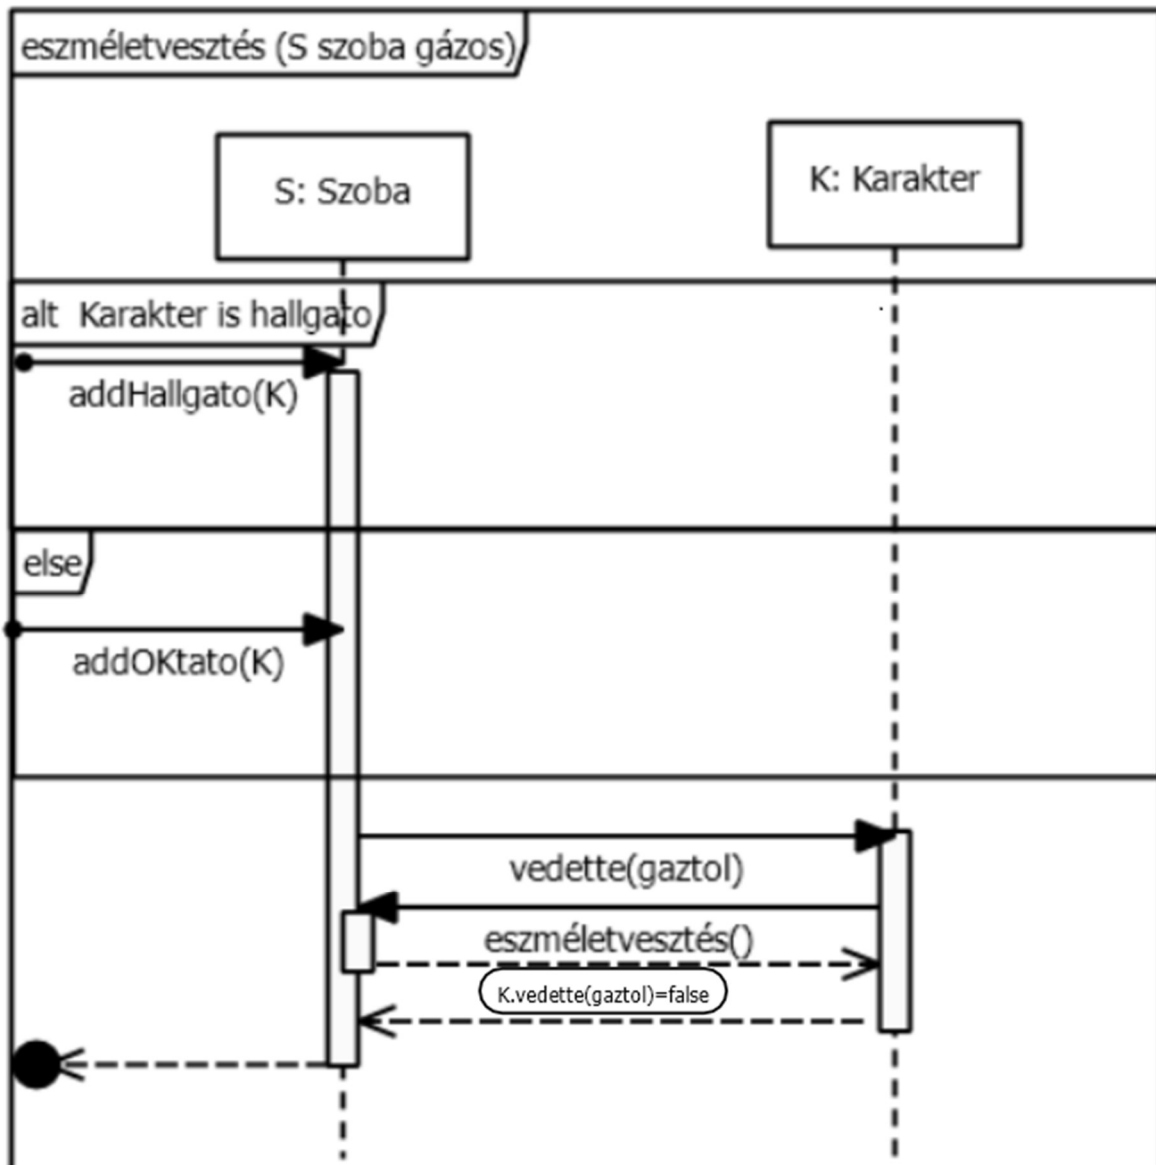 eszméletvesztés (S szoba gázos)
S: Szoba
K: Karakter
alt Karakter is hallgato
addHallgato(K)
else
addOKtato(K)
vedette(gaztol)
eszméletvesztés()
K.vedette(gaztol)=false